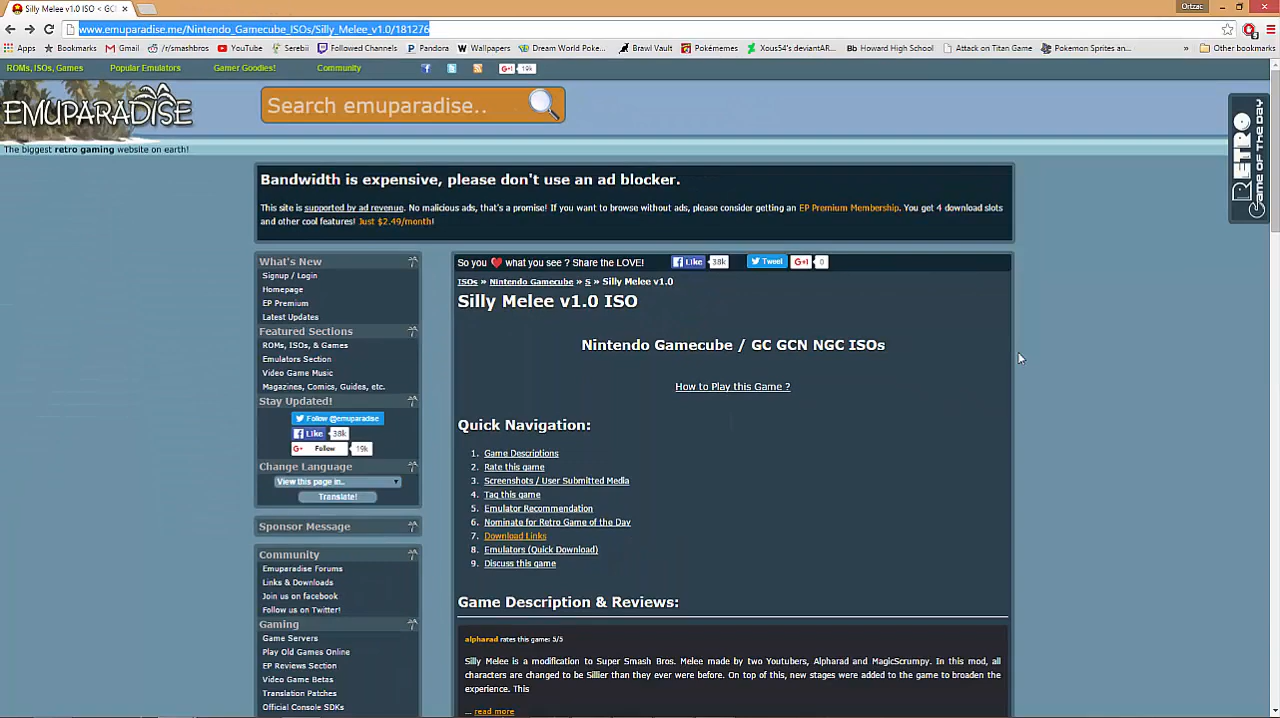 Silly Melee v1.0 ISO < GC
Ortzac
www.emuparadise.me/Nintendo_Gamecube_ISOs/Silly_Melee_v1.0/181276
Apps Bookmarks Gmail r/smashbros YouTube Serebii Followed Channels Pandora Wallpapers Dream World Poke... Brawl Vault Pokémemes Xous54's deviantAR... Howard High School Attack on Titan Game Pokemon Sprites an... » Other bookmarks
ROMs, ISOs, Games Popular Emulators Gamer Goodies! Community G+1 19k
EMUPARADISE
Search emuparadise..
The biggest retro gaming website on earth!
RETRO GAME OF THE DAY
Bandwidth is expensive, please don't use an ad blocker.
This site is supported by ad revenue. No malicious ads, that's a promise! If you want to browse without ads, please consider getting an EP Premium Membership. You get 4 download slots
and other cool features! Just $2.49/month!
What's New
Signup / Login
Homepage
EP Premium
Latest Updates
Featured Sections
ROMs, ISOs, & Games
Emulators Section
Video Game Music
Magazines, Comics, Guides, etc.
Stay Updated!
Follow @emuparadise
Like 38k
G+ Follow 19k
Change Language
View this page in..
Translate!
Sponsor Message
Community
Emuparadise Forums
Links & Downloads
Join us on facebook
Follow us on Twitter!
Gaming
Game Servers
Play Old Games Online
EP Reviews Section
Video Game Betas
Translation Patches
Official Console SDKs
So you what you see ? Share the LOVE! Like 38k Tweet G+1 0
ISOs » Nintendo Gamecube » S » Silly Melee v1.0
Silly Melee v1.0 ISO
Nintendo Gamecube / GC GCN NGC ISOs
How to Play this Game ?
Quick Navigation:
1. Game Descriptions
2. Rate this game
3. Screenshots / User Submitted Media
4. Tag this game
5. Emulator Recommendation
6. Nominate for Retro Game of the Day
7. Download Links
8. Emulators (Quick Download)
9. Discuss this game
Game Description & Reviews:
alpharad rates this game: 5/5
Silly Melee is a modification to Super Smash Bros. Melee made by two Youtubers, Alpharad and MagicScrumpy. In this mod, all
characters are changed to be Sillier than they ever were before. On top of this, new stages were added to the game to broaden the
experience. This
... read more